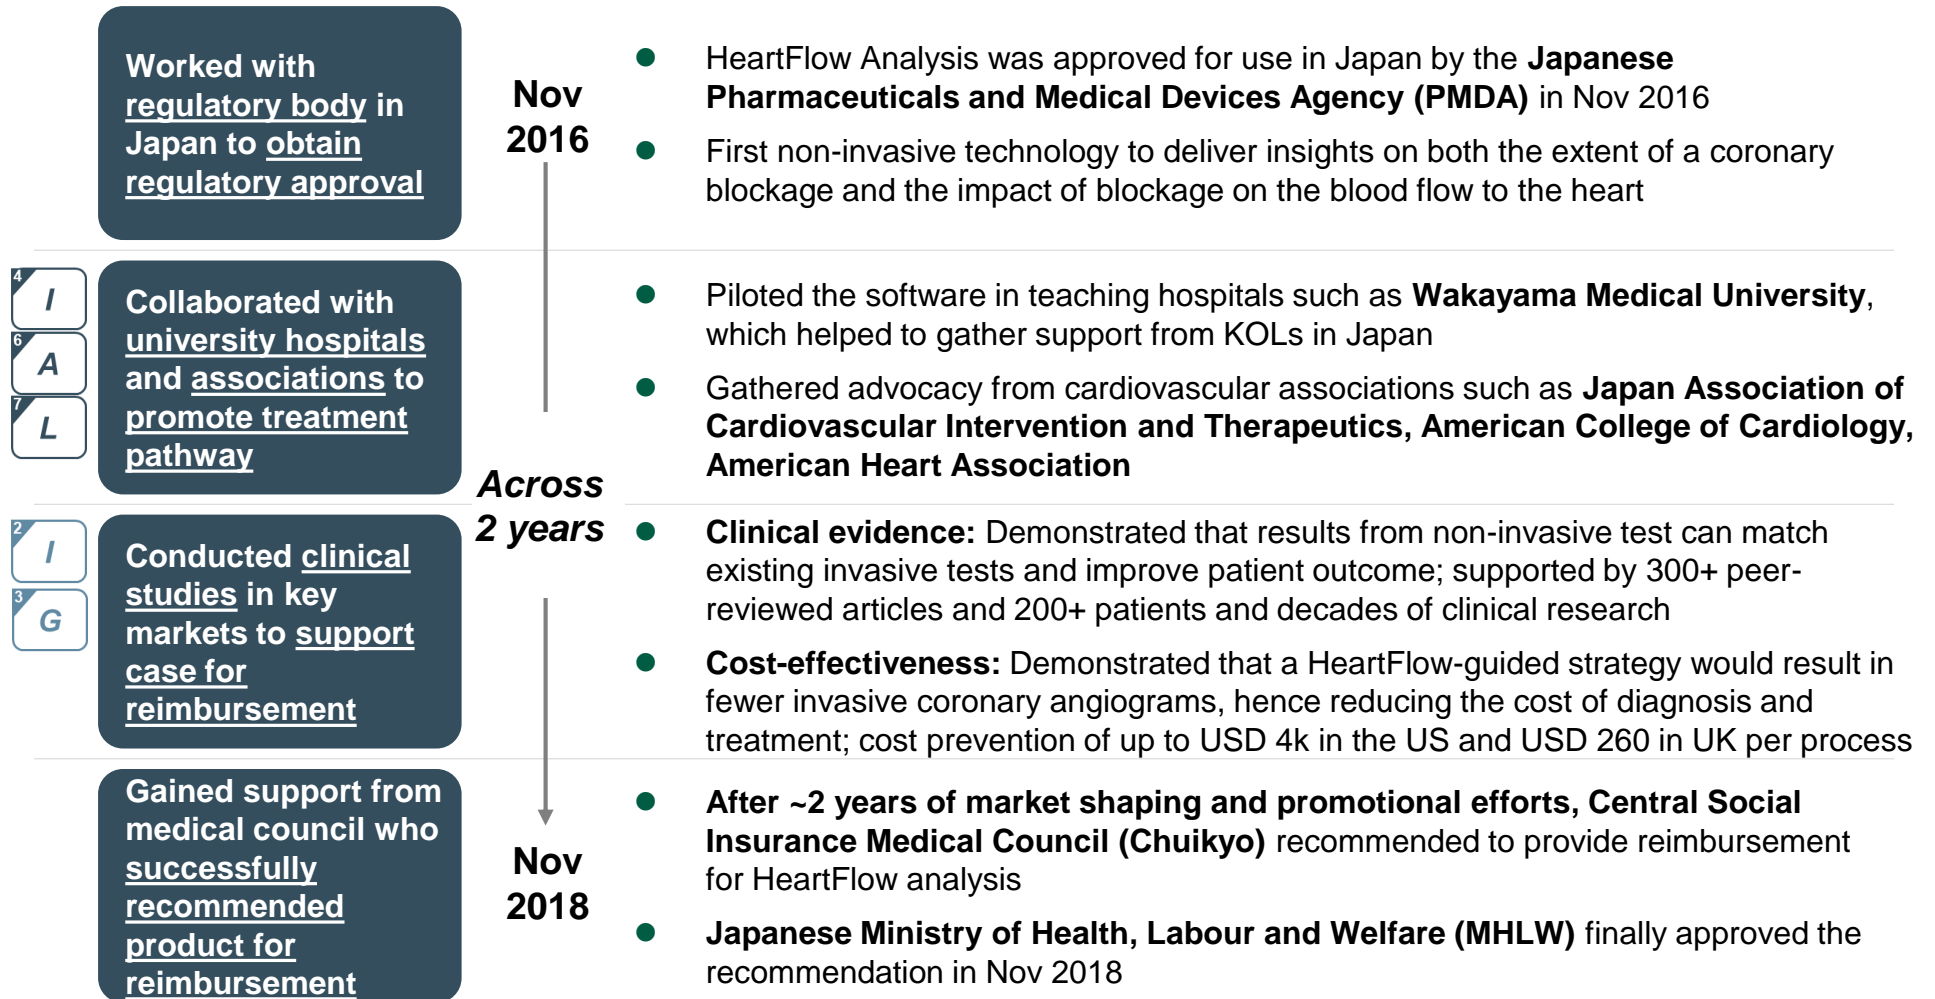 Worked with
regulatory body in
Japan to obtain
regulatory approval
Nov
2016
● HeartFlow Analysis was approved for use in Japan by the Japanese
Pharmaceuticals and Medical Devices Agency (PMDA) in Nov 2016
● First non-invasive technology to deliver insights on both the extent of a coronary
blockage and the impact of blockage on the blood flow to the heart
4
I
6
A
7
L
Collaborated with
university hospitals
and associations to
promote treatment
pathway
● Piloted the software in teaching hospitals such as Wakayama Medical University,
which helped to gather support from KOLs in Japan
● Gathered advocacy from cardiovascular associations such as Japan Association of
Cardiovascular Intervention and Therapeutics, American College of Cardiology,
American Heart Association
Across
2 years
2
I
3
G
Conducted clinical
studies in key
markets to support
case for
reimbursement
● Clinical evidence: Demonstrated that results from non-invasive test can match
existing invasive tests and improve patient outcome; supported by 300+ peer-
reviewed articles and 200+ patients and decades of clinical research
● Cost-effectiveness: Demonstrated that a HeartFlow-guided strategy would result in
fewer invasive coronary angiograms, hence reducing the cost of diagnosis and
treatment; cost prevention of up to USD 4k in the US and USD 260 in UK per process
Gained support from
medical council who
successfully
recommended
product for
reimbursement
Nov
2018
● After ~2 years of market shaping and promotional efforts, Central Social
Insurance Medical Council (Chuikyo) recommended to provide reimbursement
for HeartFlow analysis
● Japanese Ministry of Health, Labour and Welfare (MHLW) finally approved the
recommendation in Nov 2018